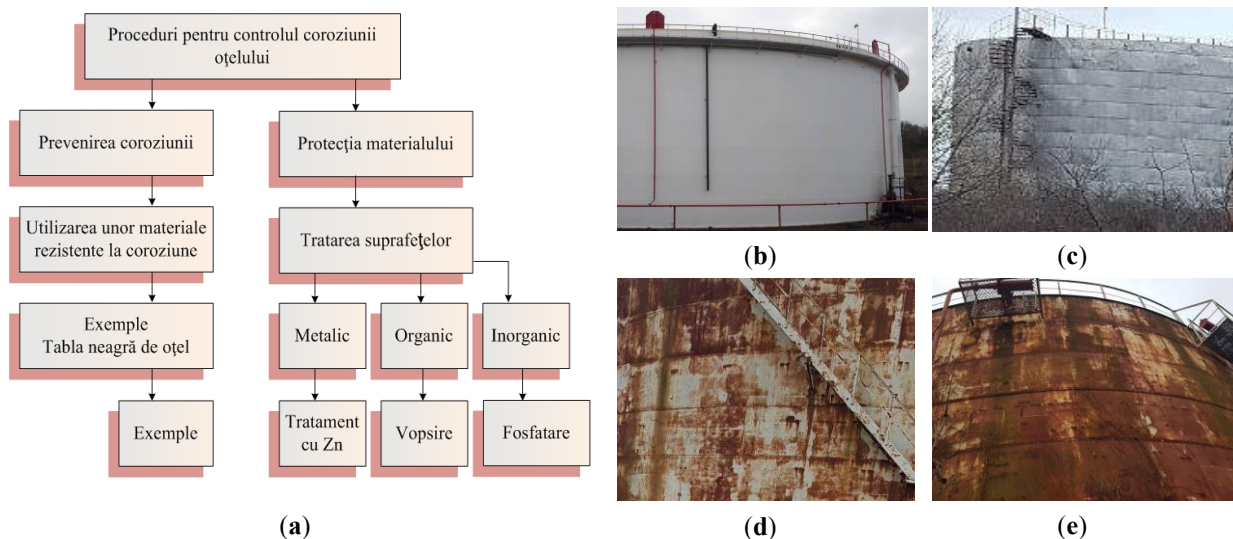 Proceduri pentru controlul coroziunii
oţelului
Prevenirea coroziunii
Protecţia materialului
Utilizarea unor materiale
rezistente la coroziune
Tratarea suprafeţelor
Exemple
Tabla neagră de oţel
Metalic
Organic
Inorganic
Exemple
Tratament
cu Zn
Vopsire
Fosfatare
(a)
(b)
(c)
(d)
(e)